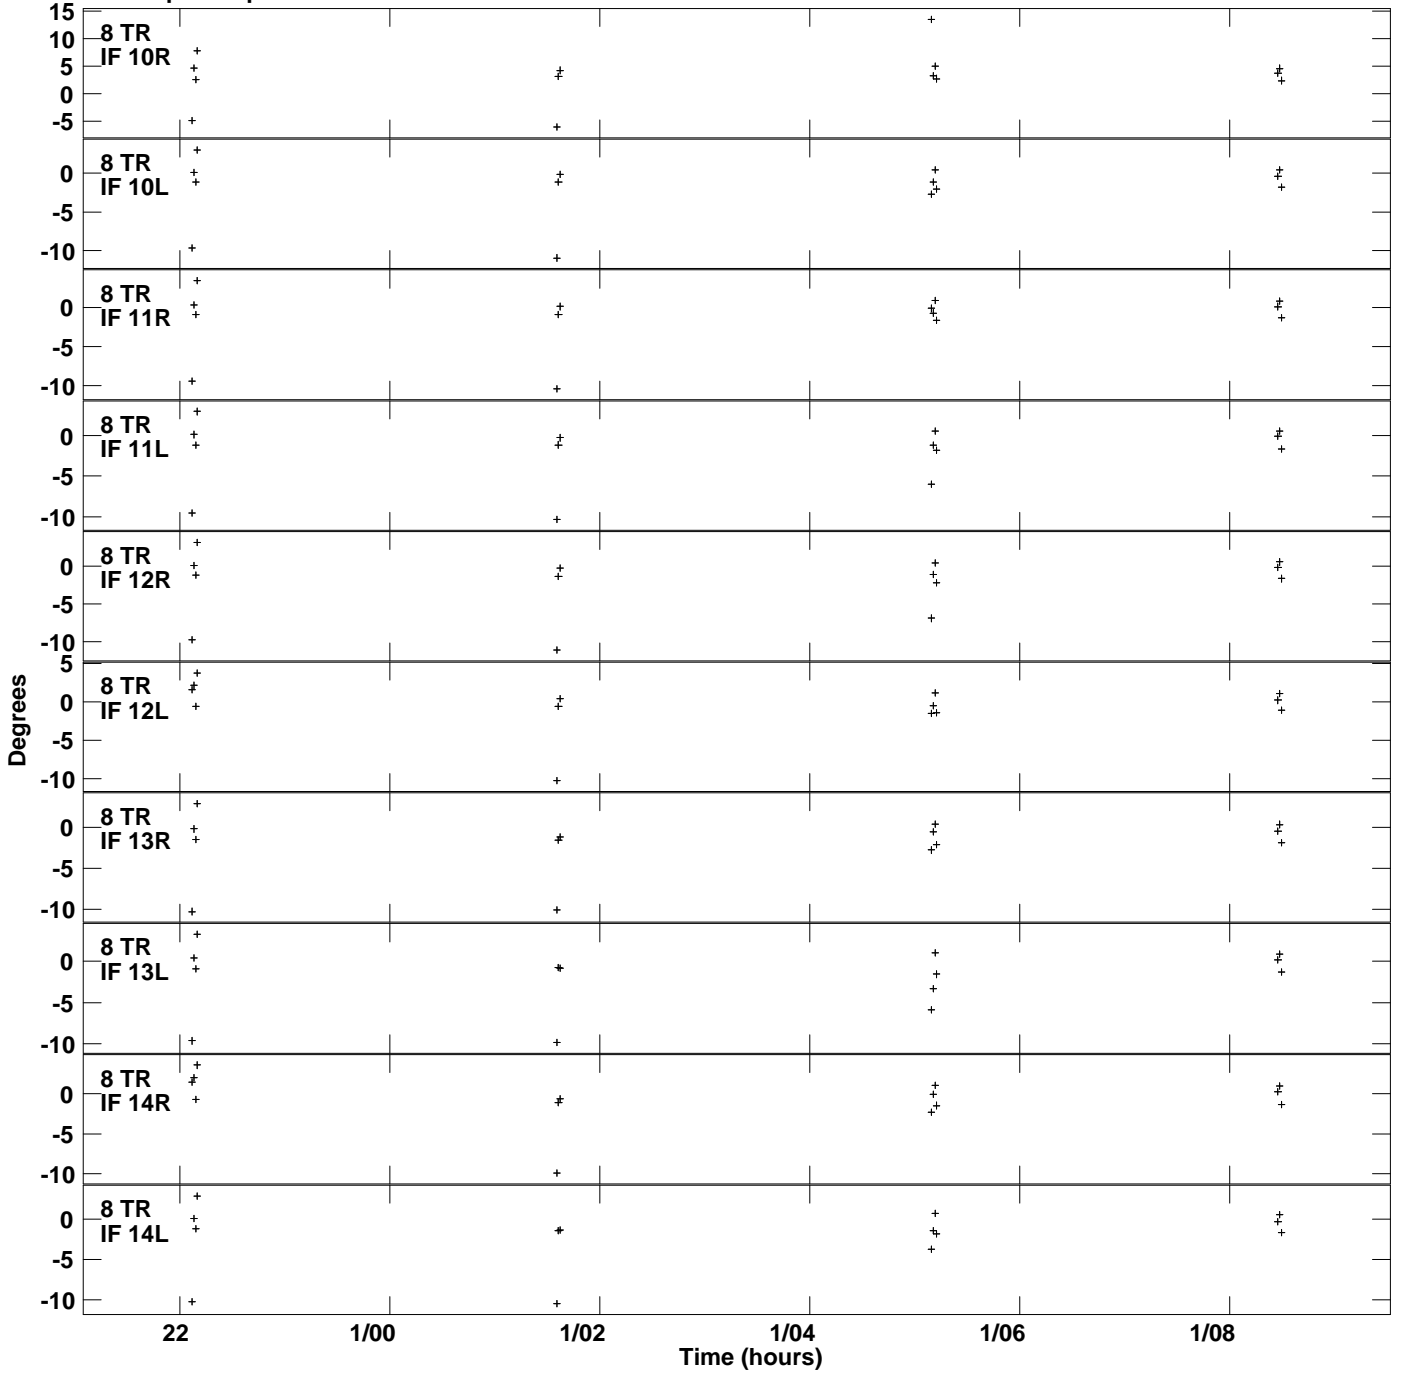 15
10
5
0
-5
8 TR
IF 10R
0
-5
-10
8 TR
IF 10L
0
-5
-10
8 TR
IF 11R
0
-5
-10
8 TR
IF 11L
0
-5
-10
8 TR
IF 12R
5
0
-5
-10
8 TR
IF 12L
0
-5
-10
8 TR
IF 13R
0
-5
-10
8 TR
IF 13L
0
-5
-10
8 TR
IF 14R
0
-5
-10
8 TR
IF 14L
Degrees
22 1/00 1/02 1/04 1/06 1/08
Time (hours)